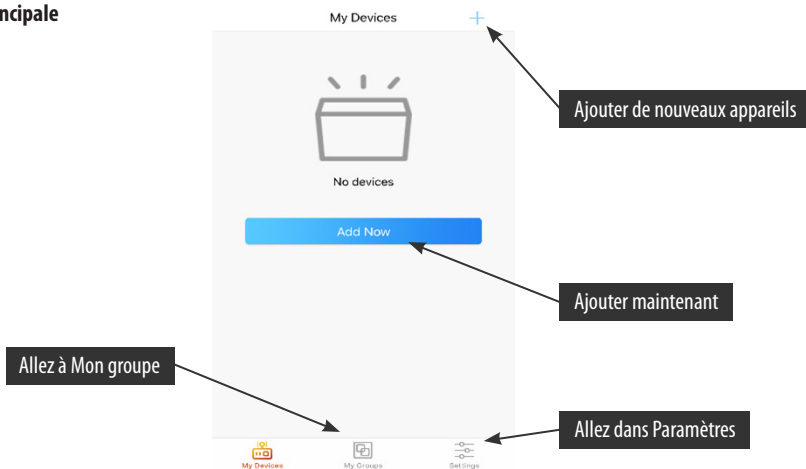 ncipale
My Devices
Ajouter de nouveaux appareils
No devices
Add Now
Ajouter maintenant
Allez à Mon groupe
Allez dans Paramètres
My Devices
My Groups
Settings